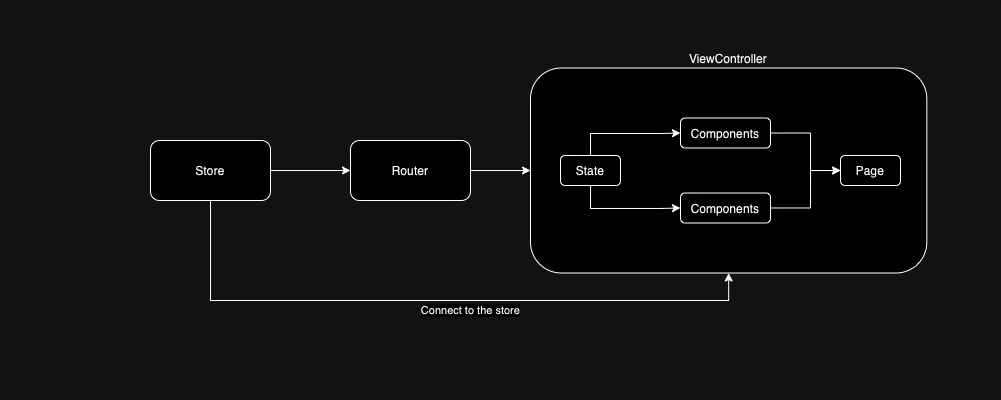 ViewController
Store
Router
State
Components
Components
Page
Connect to the store